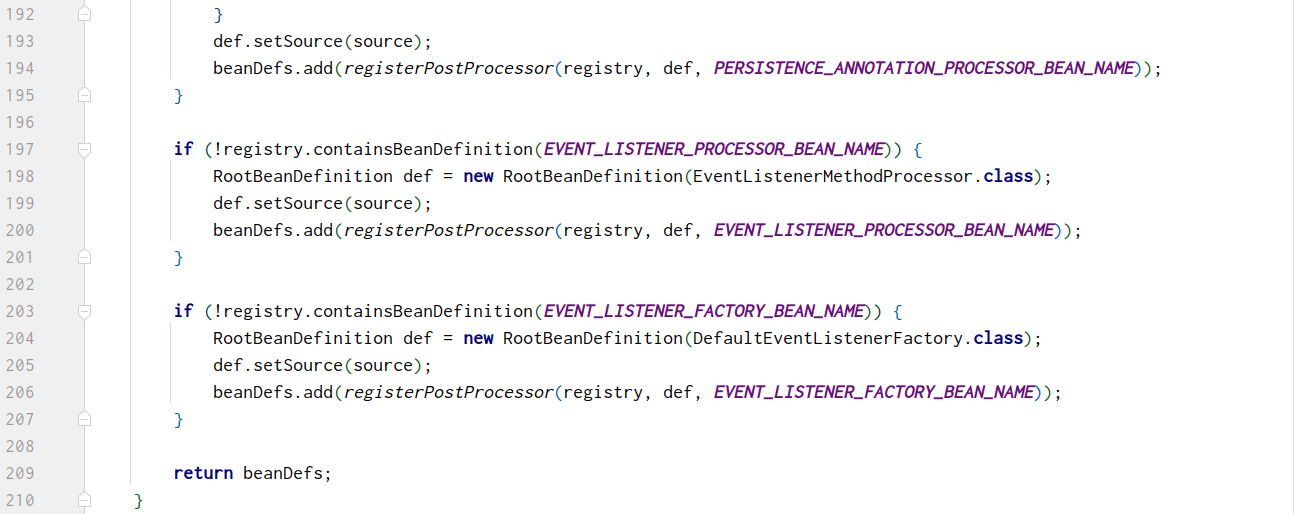 192 }
193 def.setSource(source);
194 beanDefs.add(registerPostProcessor(registry, def, PERSISTENCE_ANNOTATION_PROCESSOR_BEAN_NAME));
195 }
196
197 if (!registry.containsBeanDefinition(EVENT_LISTENER_PROCESSOR_BEAN_NAME)) {
198 RootBeanDefinition def = new RootBeanDefinition(EventListenerMethodProcessor.class);
199 def.setSource(source);
200 beanDefs.add(registerPostProcessor(registry, def, EVENT_LISTENER_PROCESSOR_BEAN_NAME));
201 }
202
203 if (!registry.containsBeanDefinition(EVENT_LISTENER_FACTORY_BEAN_NAME)) {
204 RootBeanDefinition def = new RootBeanDefinition(DefaultEventListenerFactory.class);
205 def.setSource(source);
206 beanDefs.add(registerPostProcessor(registry, def, EVENT_LISTENER_FACTORY_BEAN_NAME));
207 }
208
209 return beanDefs;
210 }